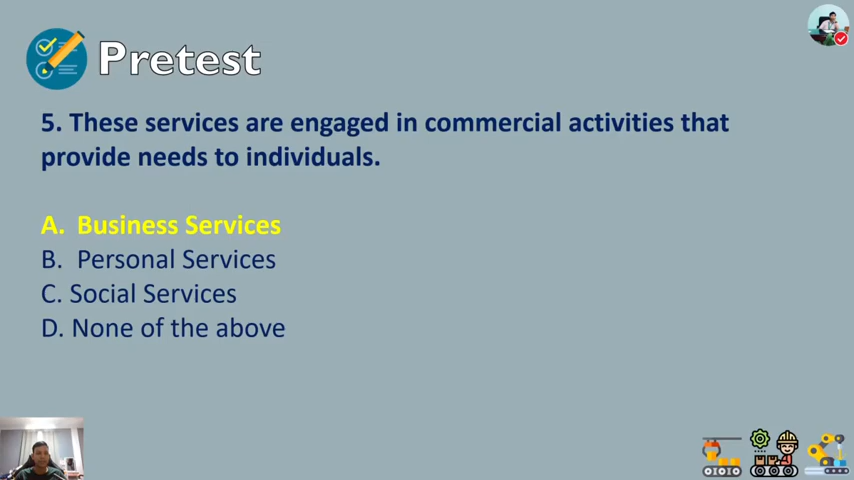 Pretest
5. These services are engaged in commercial activities that
provide needs to individuals.
A. Business Services
B. Personal Services
C. Social Services
D. None of the above